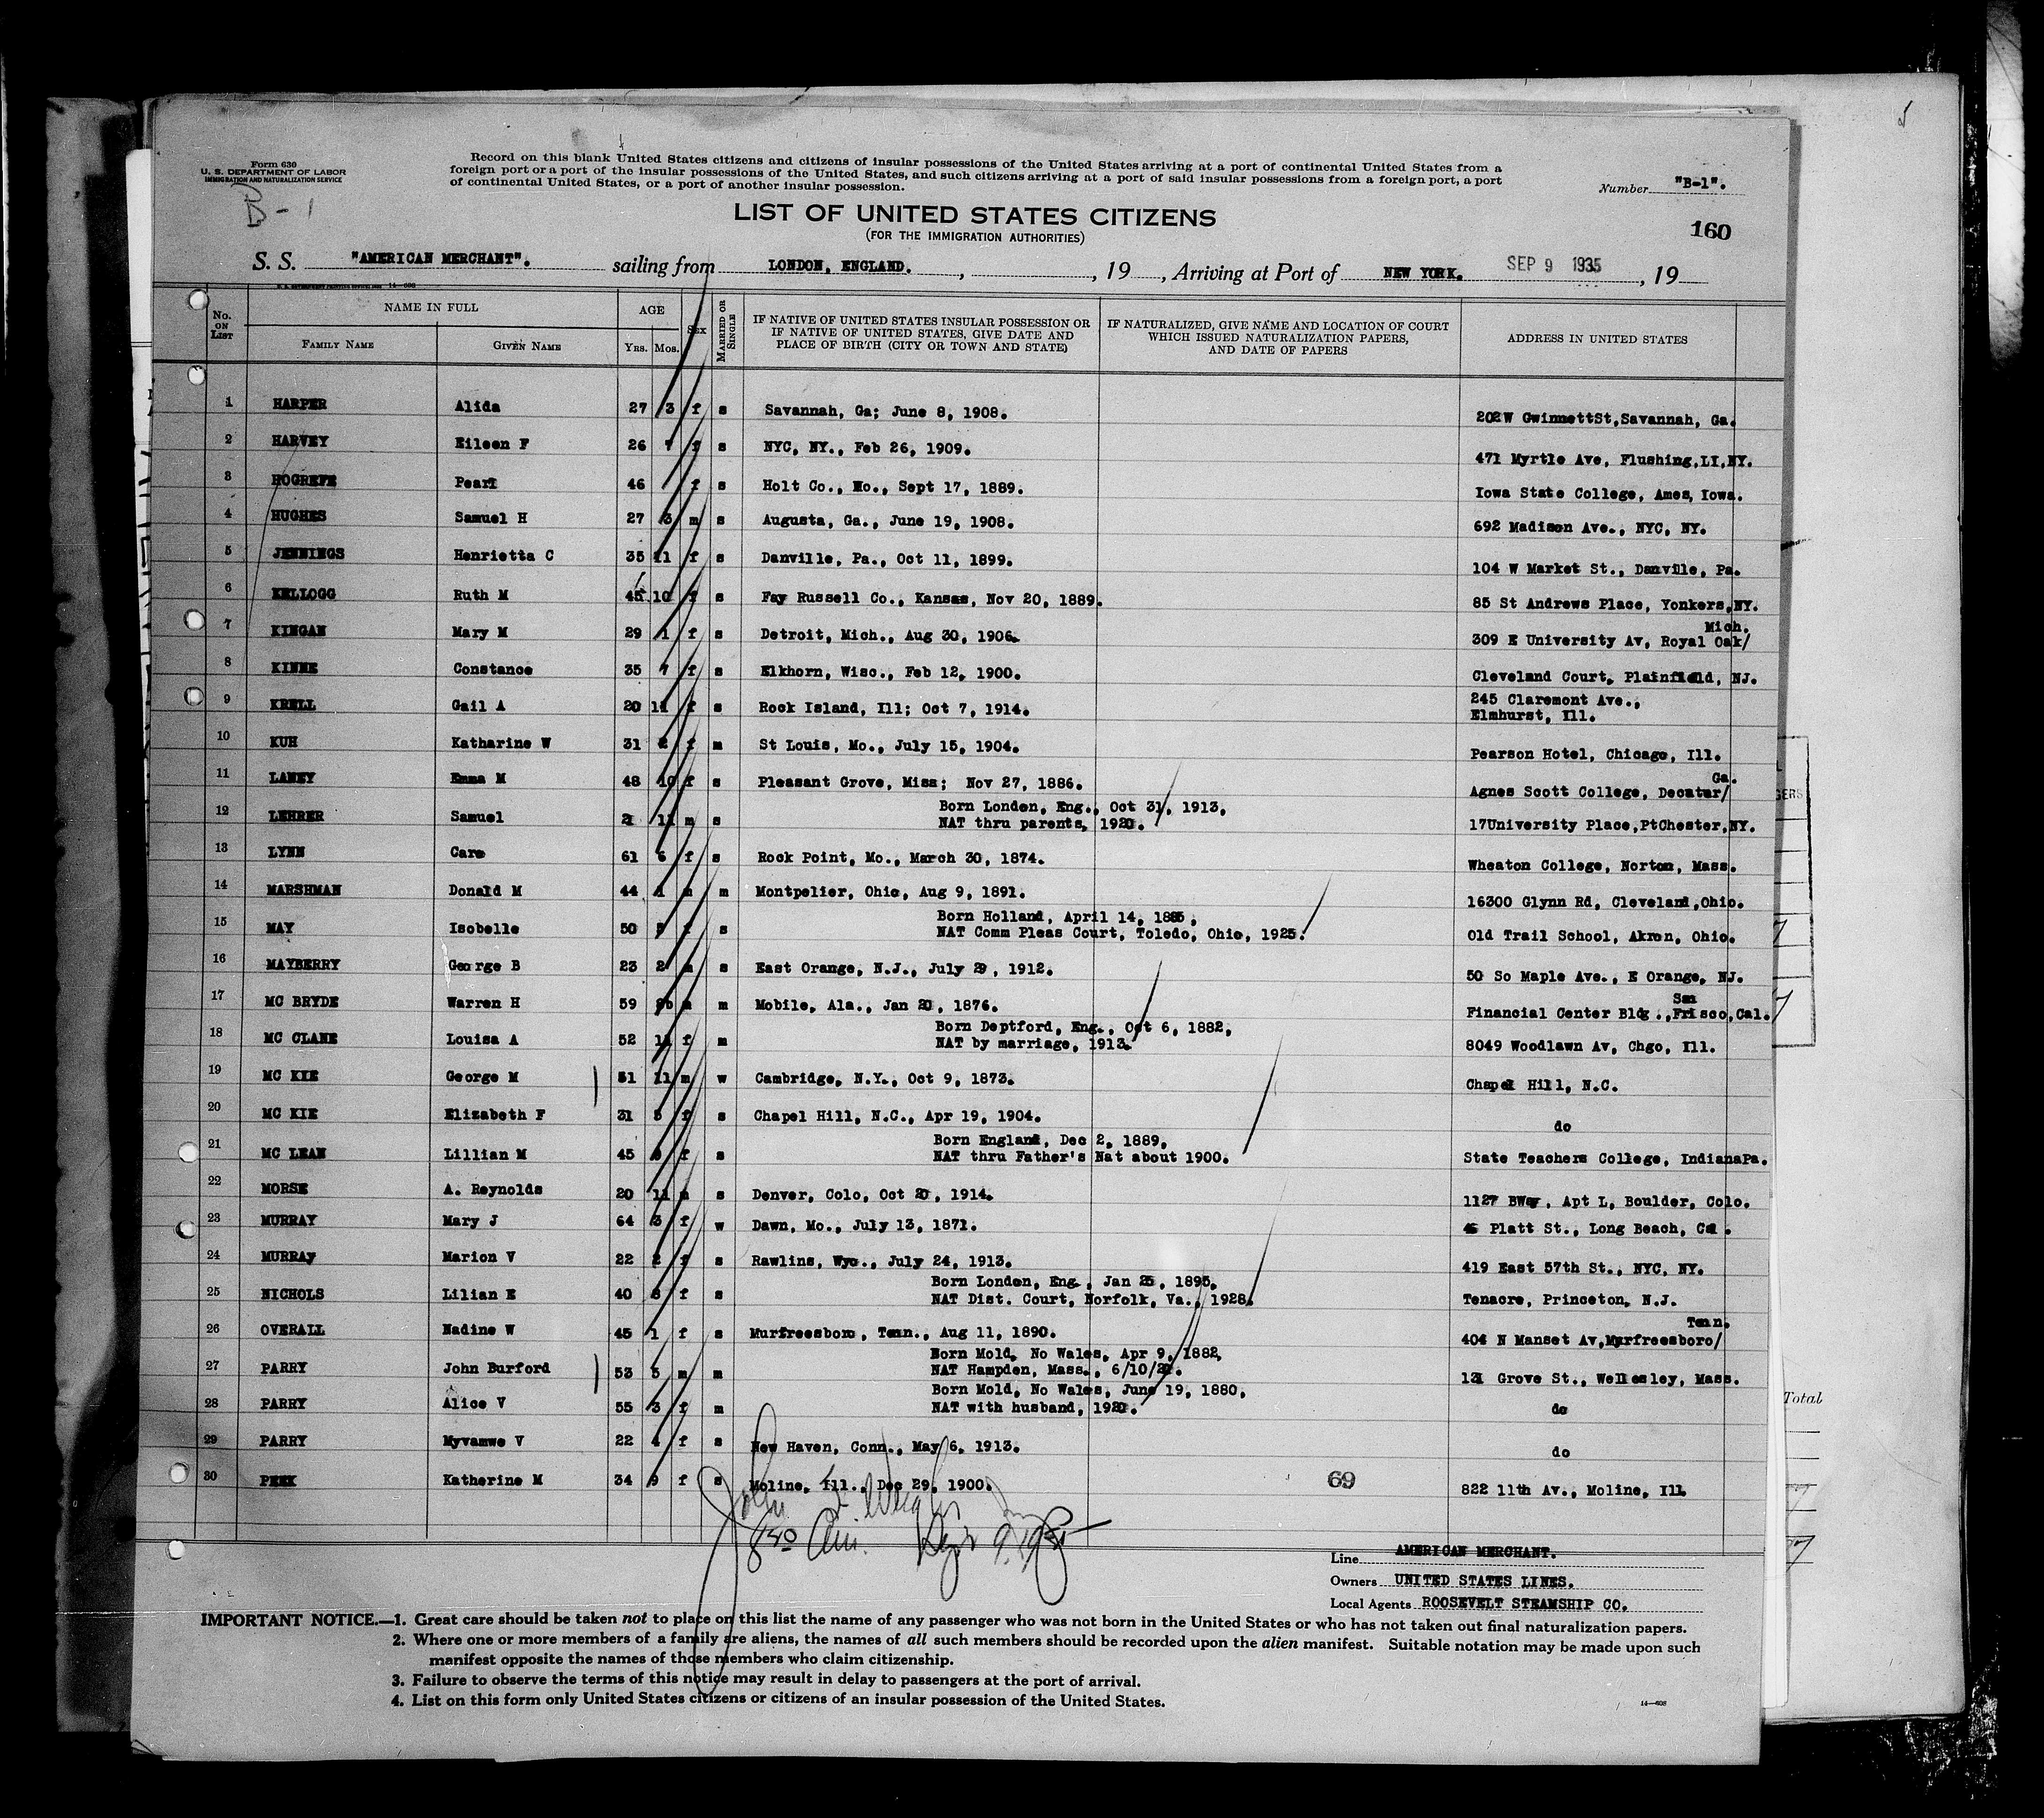 Form 630
U. S. DEPARTMENT OF LABOR
IMMIGRATION AND NATURALIZATION SERVICE
B-1
Record on this blank United States citizens and citizens of insular possessions of the United States arriving at a port of continental United States from a
foreign port or a port of the insular possessions of the United States, and such citizens arriving at a port of said insular possessions from a foreign port, a port
of continental United States, or a port of another insular possession.
Number "B-1".
LIST OF UNITED STATES CITIZENS
(FOR THE IMMIGRATION AUTHORITIES)
160
S. S. "AMERICAN MERCHANT". sailing from LONDON, ENGLAND. , , 19 , Arriving at Port of NEW YORK. SEP 9 1935 , 19
No. ON LIST NAME IN FULL FAMILY NAME GIVEN NAME AGE YRS. MOS. SEX MARRIED OR SINGLE IF NATIVE OF UNITED STATES INSULAR POSSESSION OR IF NATIVE OF UNITED STATES, GIVE DATE AND PLACE OF BIRTH (CITY OR TOWN AND STATE) IF NATURALIZED, GIVE NAME AND LOCATION OF COURT WHICH ISSUED NATURALIZATION PAPERS, AND DATE OF PAPERS ADDRESS IN UNITED STATES
1 HARPER Alida 27 3 f s Savannah, Ga; June 8, 1908. 202W GwinnettSt,Savannah, Ga.
2 HARVEY Eileen F 26 7 f s NYC, NY., Feb 26, 1909. 471 Myrtle Ave, Flushing,LI,NY.
3 HOGREFE Pearl 46 f s Holt Co., Mo., Sept 17, 1889. Iowa State College, Ames, Iowa.
4 HUGHES Samuel H 27 3 m s Augusta, Ga., June 19, 1908. 692 Madison Ave., NYC, NY.
5 JENNINGS Henrietta C 35 11 f s Danville, Pa., Oct 11, 1899. 104 W Market St., Danville, Pa.
6 KELLOGG Ruth M 45 10 f s Fay Russell Co., Kansas, Nov 20, 1889. 85 St Andrews Place, Yonkers,NY.
7 KINGAN Mary M 29 1 f s Detroit, Mich., Aug 30, 1906. 309 E University Av, Royal Oak/ Mich.
8 KINNE Constance 35 7 f s Elkhorn, Wisc., Feb 12, 1900. Cleveland Court, Plainfield, NJ.
9 KRELL Gail A 20 11 f s Rock Island, Ill; Oct 7, 1914. 245 Claremont Ave.,
Elmhurst, Ill.
10 KUH Katharine W 31 2 f m St Louis, Mo., July 15, 1904. Pearson Hotel, Chicago, Ill.
11 LANEY Emma M 48 10 f s Pleasant Grove, Miss; Nov 27, 1886. Agnes Scott College, Decatur/ Ga.
Born London, Eng., Oct 31, 1913,
12 LEHRER Samuel 21 11 m s NAT thru parents, 1920. 17University Place,PtChester,NY.
13 LYNN Caro 61 6 f s Rock Point, Mo., March 30, 1874. Wheaton College, Norton, Mass.
14 MARSHMAN Donald M 44 1 m m Montpelier, Ohio, Aug 9, 1891. 16300 Glynn Rd, Cleveland,Ohio.
Born Holland, April 14, 1885,
15 MAY Isobelle 50 5 f s NAT Comm Pleas Court, Toledo, Ohio, 1925. Old Trail School, Akron, Ohio.
16 MAYBERRY George B 23 2 m s East Orange, N.J., July 29, 1912. 50 So Maple Ave., E Orange, NJ.
17 MC BRYDE Warren H 59 m m Mobile, Ala., Jan 20, 1876. Financial Center Bldg.,San Frisco,Cal.
Born Deptford, Eng., Oct 6, 1882,
18 MC CLANE Louisa A 52 11 f m NAT by marriage, 1913. 8049 Woodlawn Av, Chgo, Ill.
19 MC KIE George M 51 11 m w Cambridge, N.Y., Oct 9, 1873. Chapel Hill, N.C.
20 MC KIE Elizabeth F 31 5 f s Chapel Hill, N.C., Apr 19, 1904. do
Born England, Dec 2, 1889,
21 MC LEAN Lillian M 45 9 f s NAT thru Father's Nat about 1900. State Teachers College, IndianaPa.
22 MORSE A. Reynolds 20 11 m s Denver, Colo, Oct 20, 1914. 1127 BWay, Apt L, Boulder, Colo.
23 MURRAY Mary J 64 3 f w Dawn, Mo., July 13, 1871. 45 Platt St., Long Beach, Cal.
24 MURRAy Marion V 22 2 f s Rawlins, Wyo., July 24, 1913. 419 East 57th St., NYC, NY.
Born London, Eng., Jan 25, 1895,
25 NICHOLS Lilian E 40 8 f s NAT Dist. Court, Norfolk, Va., 1928. Tenacre, Princeton, N.J.
26 OVERALL Nadine W 45 1 f s Murfreesboro, Tenn., Aug 11, 1890. 404 N Manset Av,Murfreesboro/ Tenn.
Born Mold, No Wales, Apr 9, 1882,
27 PARRY John Burford 53 5 m m NAT Hampden, Mass., 6/10/20. 131 Grove St., Wellesley, Mass.
Born Mold, No Wales, June 19, 1880,
28 PARRY Alice V 55 3 f m NAT with husband, 1920. do
29 PARRY Myvamwe V 22 4 f s New Haven, Conn., May 6, 1913. do
30 PEEK Katherine M 34 9 f s Moline, Ill., Dec 29, 1900. 69 822 11th Av., Moline, Ill
Line AMERICAN MERCHANT.
Owners UNITED STATES LINES.
Local Agents ROOSEVELT STEAMSHIP CO.
IMPORTANT NOTICE.—1. Great care should be taken not to place on this list the name of any passenger who was not born in the United States or who has not taken out final naturalization papers.
2. Where one or more members of a family are aliens, the names of all such members should be recorded upon the alien manifest. Suitable notation may be made upon such
manifest opposite the names of those members who claim citizenship.
3. Failure to observe the terms of this notice may result in delay to passengers at the port of arrival.
4. List on this form only United States citizens or citizens of an insular possession of the United States.
14—608
Total